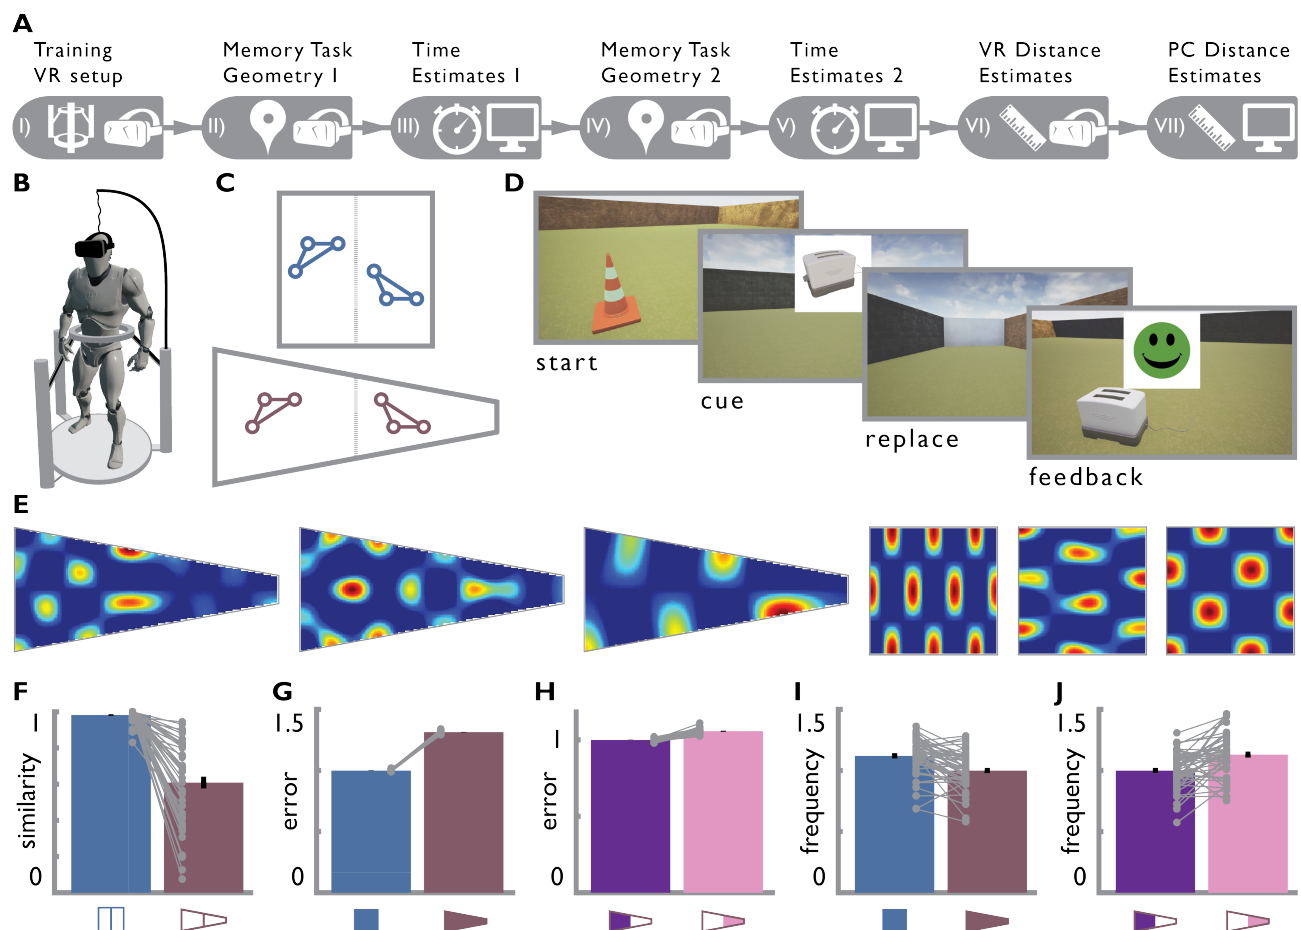 A
Training
VR setup
Memory Task
Geometry 1
Time
Estimates 1
Memory Task
Geometry 2
Time
Estimates 2
VR Distance
Estimates
PC Distance
Estimates
I)
II)
III)
IV)
V)
VI)
VII)
B
C
D
start
cue
replace
feedback
E
F
1
similarity
0
G
1.5
error
0
H
1
error
0
I
1.5
frequency
0
J
1.5
frequency
0